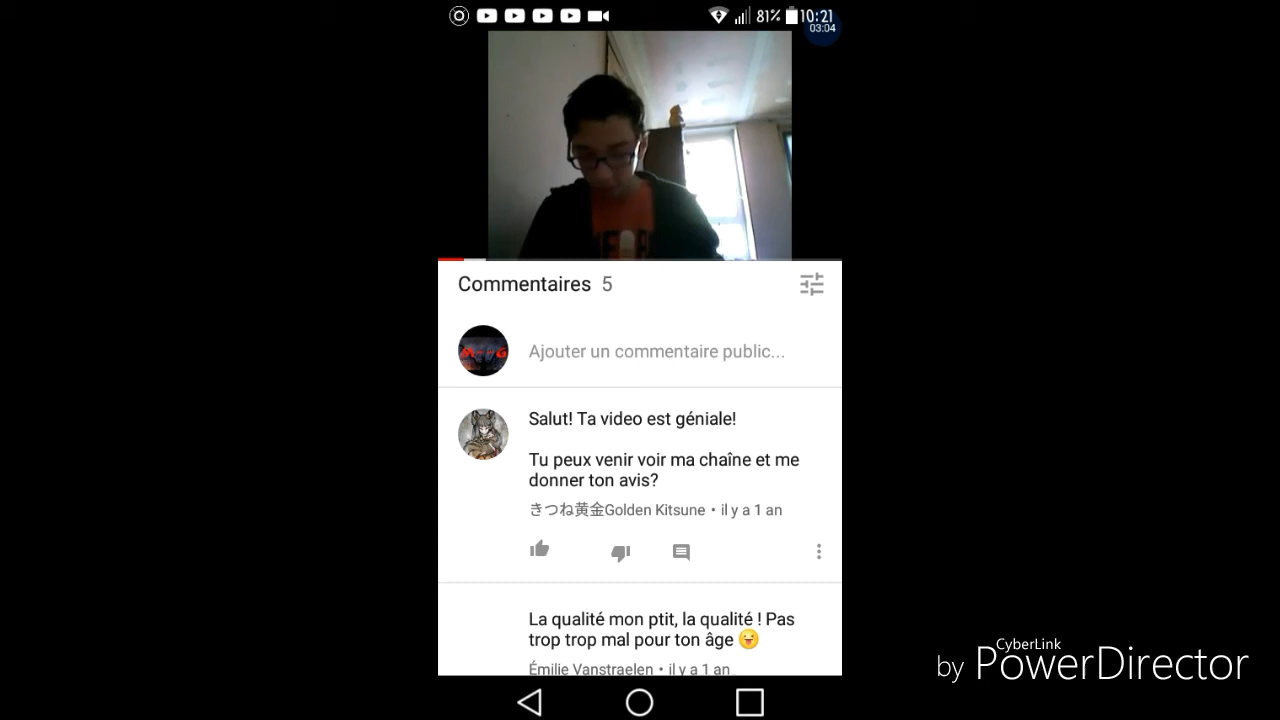 81% 10:21
03:04
Commentaires 5
Ajouter un commentaire public...
Salut! Ta video est géniale!
Tu peux venir voir ma chaîne et me
donner ton avis?
きつね黄金Golden Kitsune • il y a 1 an
La qualité mon ptit, la qualité ! Pas
trop trop mal pour ton âge 😜
Émilie Vanstraelen • il y a 1 an
CyberLink
by PowerDirector